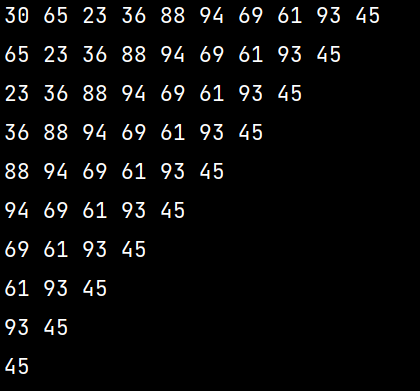 30 65 23 36 88 94 69 61 93 45
65 23 36 88 94 69 61 93 45
23 36 88 94 69 61 93 45
36 88 94 69 61 93 45
88 94 69 61 93 45
94 69 61 93 45
69 61 93 45
61 93 45
93 45
45